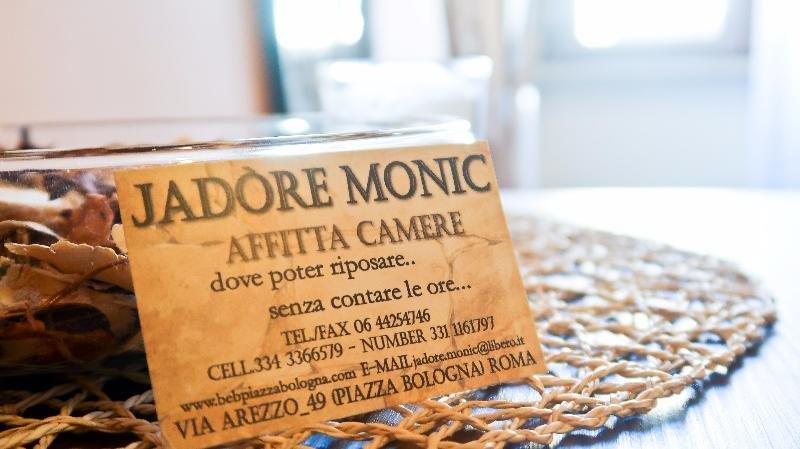 JADÒRE MONIC
AFFITTA CAMERE
dove poter riposare..
senza contare le ore...
TEL/FAX 06 44254746
CELL.334 3366579 - NUMBER 331 1161797
www.bebpiazzabologna.com E-MAIL jadore.monic@libero.it
VIA AREZZO_49 (PIAZZA BOLOGNA) ROMA